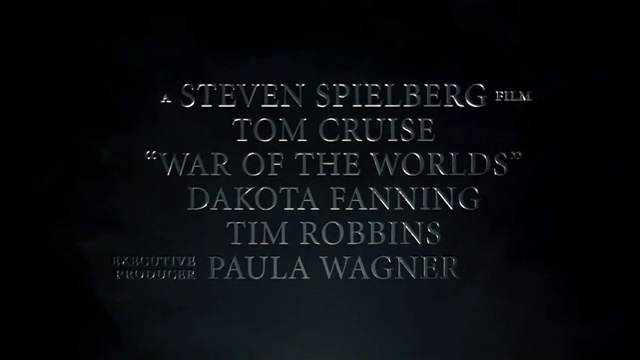 A STEVEN SPIELBERG FILM
TOM CRUISE
“WAR OF THE WORLDS”
DAKOTA FANNING
TIM ROBBINS
EXECUTIVE PRODUCER PAULA WAGNER